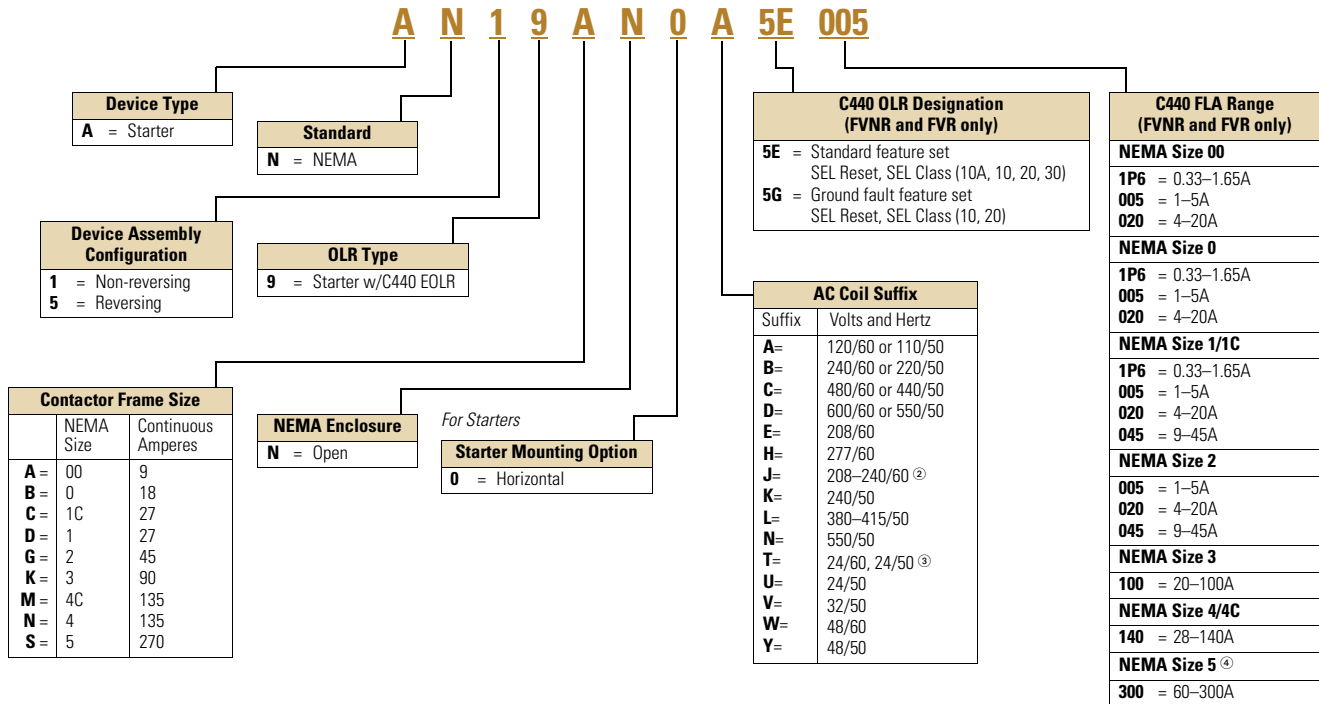 A N 1 9 A N 0 A 5E 005
Device Type
A = Starter
Standard
N = NEMA
Device Assembly
Configuration
1 = Non-reversing
5 = Reversing
OLR Type
9 = Starter w/C440 EOLR
Contactor Frame Size
NEMA Size Continuous Amperes
A = 00 9
B = 0 18
C = 1C 27
D = 1 27
G = 2 45
K = 3 90
M = 4C 135
N = 4 135
S = 5 270
NEMA Enclosure
N = Open
For Starters
Starter Mounting Option
0 = Horizontal
C440 OLR Designation
(FVNR and FVR only)
5E = Standard feature set
SEL Reset, SEL Class (10A, 10, 20, 30)
5G = Ground fault feature set
SEL Reset, SEL Class (10, 20)
AC Coil Suffix
Suffix Volts and Hertz
A= 120/60 or 110/50
B= 240/60 or 220/50
C= 480/60 or 440/50
D= 600/60 or 550/50
E= 208/60
H= 277/60
J= 208–240/60 ②
K= 240/50
L= 380–415/50
N= 550/50
T= 24/60, 24/50 ③
U= 24/50
V= 32/50
W= 48/60
Y= 48/50
C440 FLA Range
(FVNR and FVR only)
NEMA Size 00
1P6 = 0.33–1.65A
005 = 1–5A
020 = 4–20A
NEMA Size 0
1P6 = 0.33–1.65A
005 = 1–5A
020 = 4–20A
NEMA Size 1/1C
1P6 = 0.33–1.65A
005 = 1–5A
020 = 4–20A
045 = 9–45A
NEMA Size 2
005 = 1–5A
020 = 4–20A
045 = 9–45A
NEMA Size 3
100 = 20–100A
NEMA Size 4/4C
140 = 28–140A
NEMA Size 5 ④
300 = 60–300A